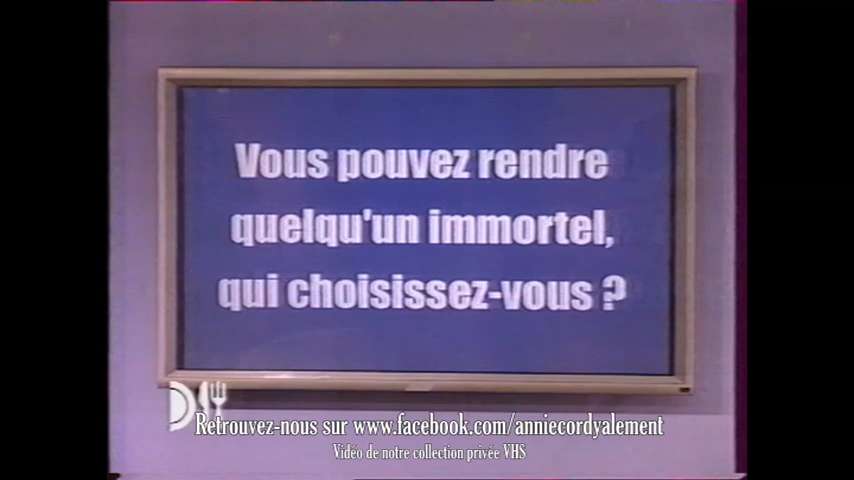 Vous pouvez rendre
quelqu'un immortel,
qui choisissez-vous ?
Retrouvez-nous sur www.facebook.com/anniecordyalement
Vidéo de notre collection privée VHS